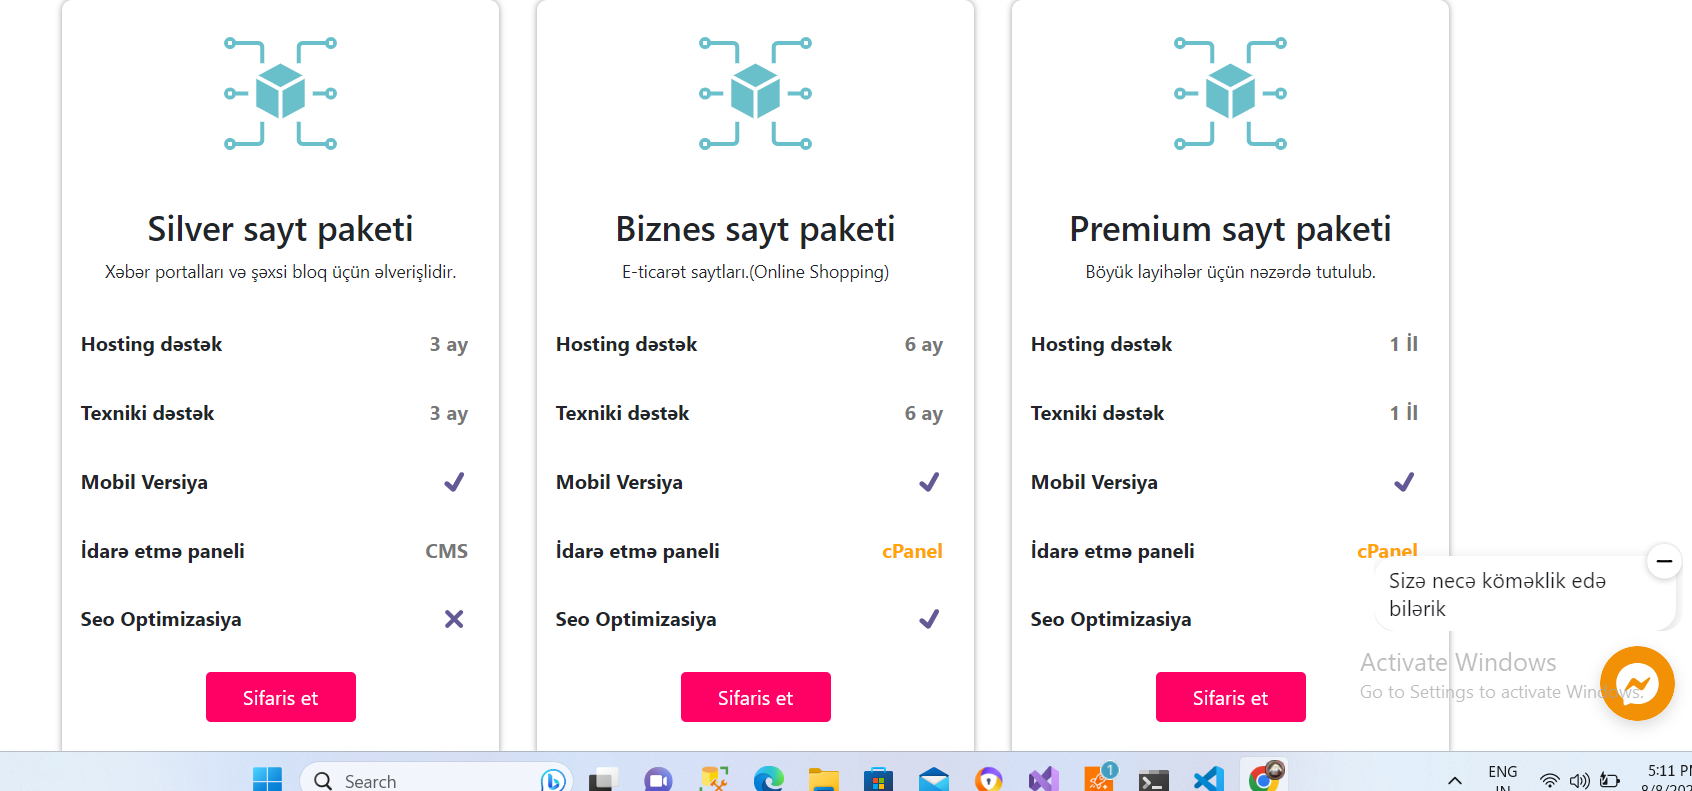 Silver sayt paketi
Xəbər portalları və şəxsi bloq üçün əlverişlidir.
Hosting dəstək 3 ay
Texniki dəstək 3 ay
Mobil Versiya
İdarə etmə paneli CMS
Seo Optimizasiya
Sifaris et
Biznes sayt paketi
E-ticarət saytları.(Online Shopping)
Hosting dəstək 6 ay
Texniki dəstək 6 ay
Mobil Versiya
İdarə etmə paneli cPanel
Seo Optimizasiya
Sifaris et
Premium sayt paketi
Böyük layihələr üçün nəzərdə tutulub.
Hosting dəstək 1 İl
Texniki dəstək 1 İl
Mobil Versiya
İdarə etmə paneli cPanel
Seo Optimizasiya
Sifaris et
Sizə necə köməklik edə
bilərik
Activate Windows
Go to Settings to activate Windows.
Search
1
ENG
IN
5:11